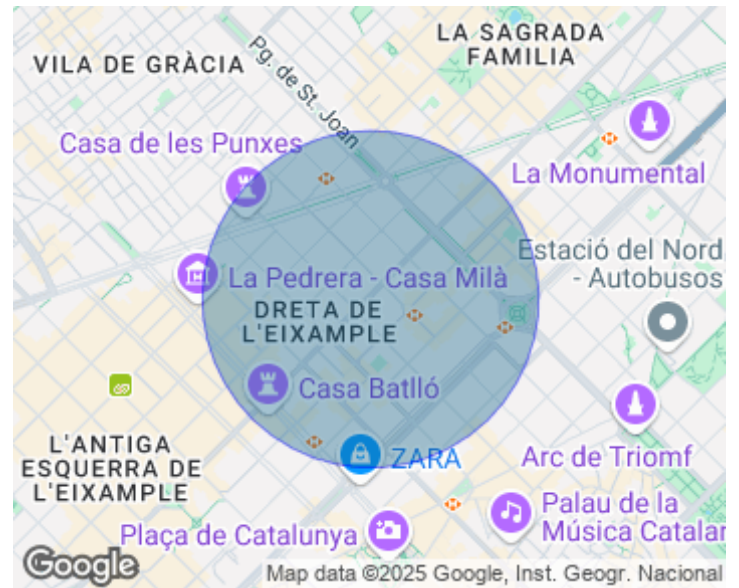 LA SAGRADA
FAMILIA
VILA DE GRÀCIA
Pg. de St. Joan
Casa de les Punxes
La Monumental
Estació del Nord
- Autobusos
La Pedrera - Casa Milà
DRETA DE
L'EIXAMPLE
Casa Batlló
L'ANTIGA
ESQUERRA DE
L'EIXAMPLE
ZARA
Arc de Triomf
Palau de la
Música Catalan
Plaça de Catalunya
Google
Map data ©2025 Google, Inst. Geogr. Nacional